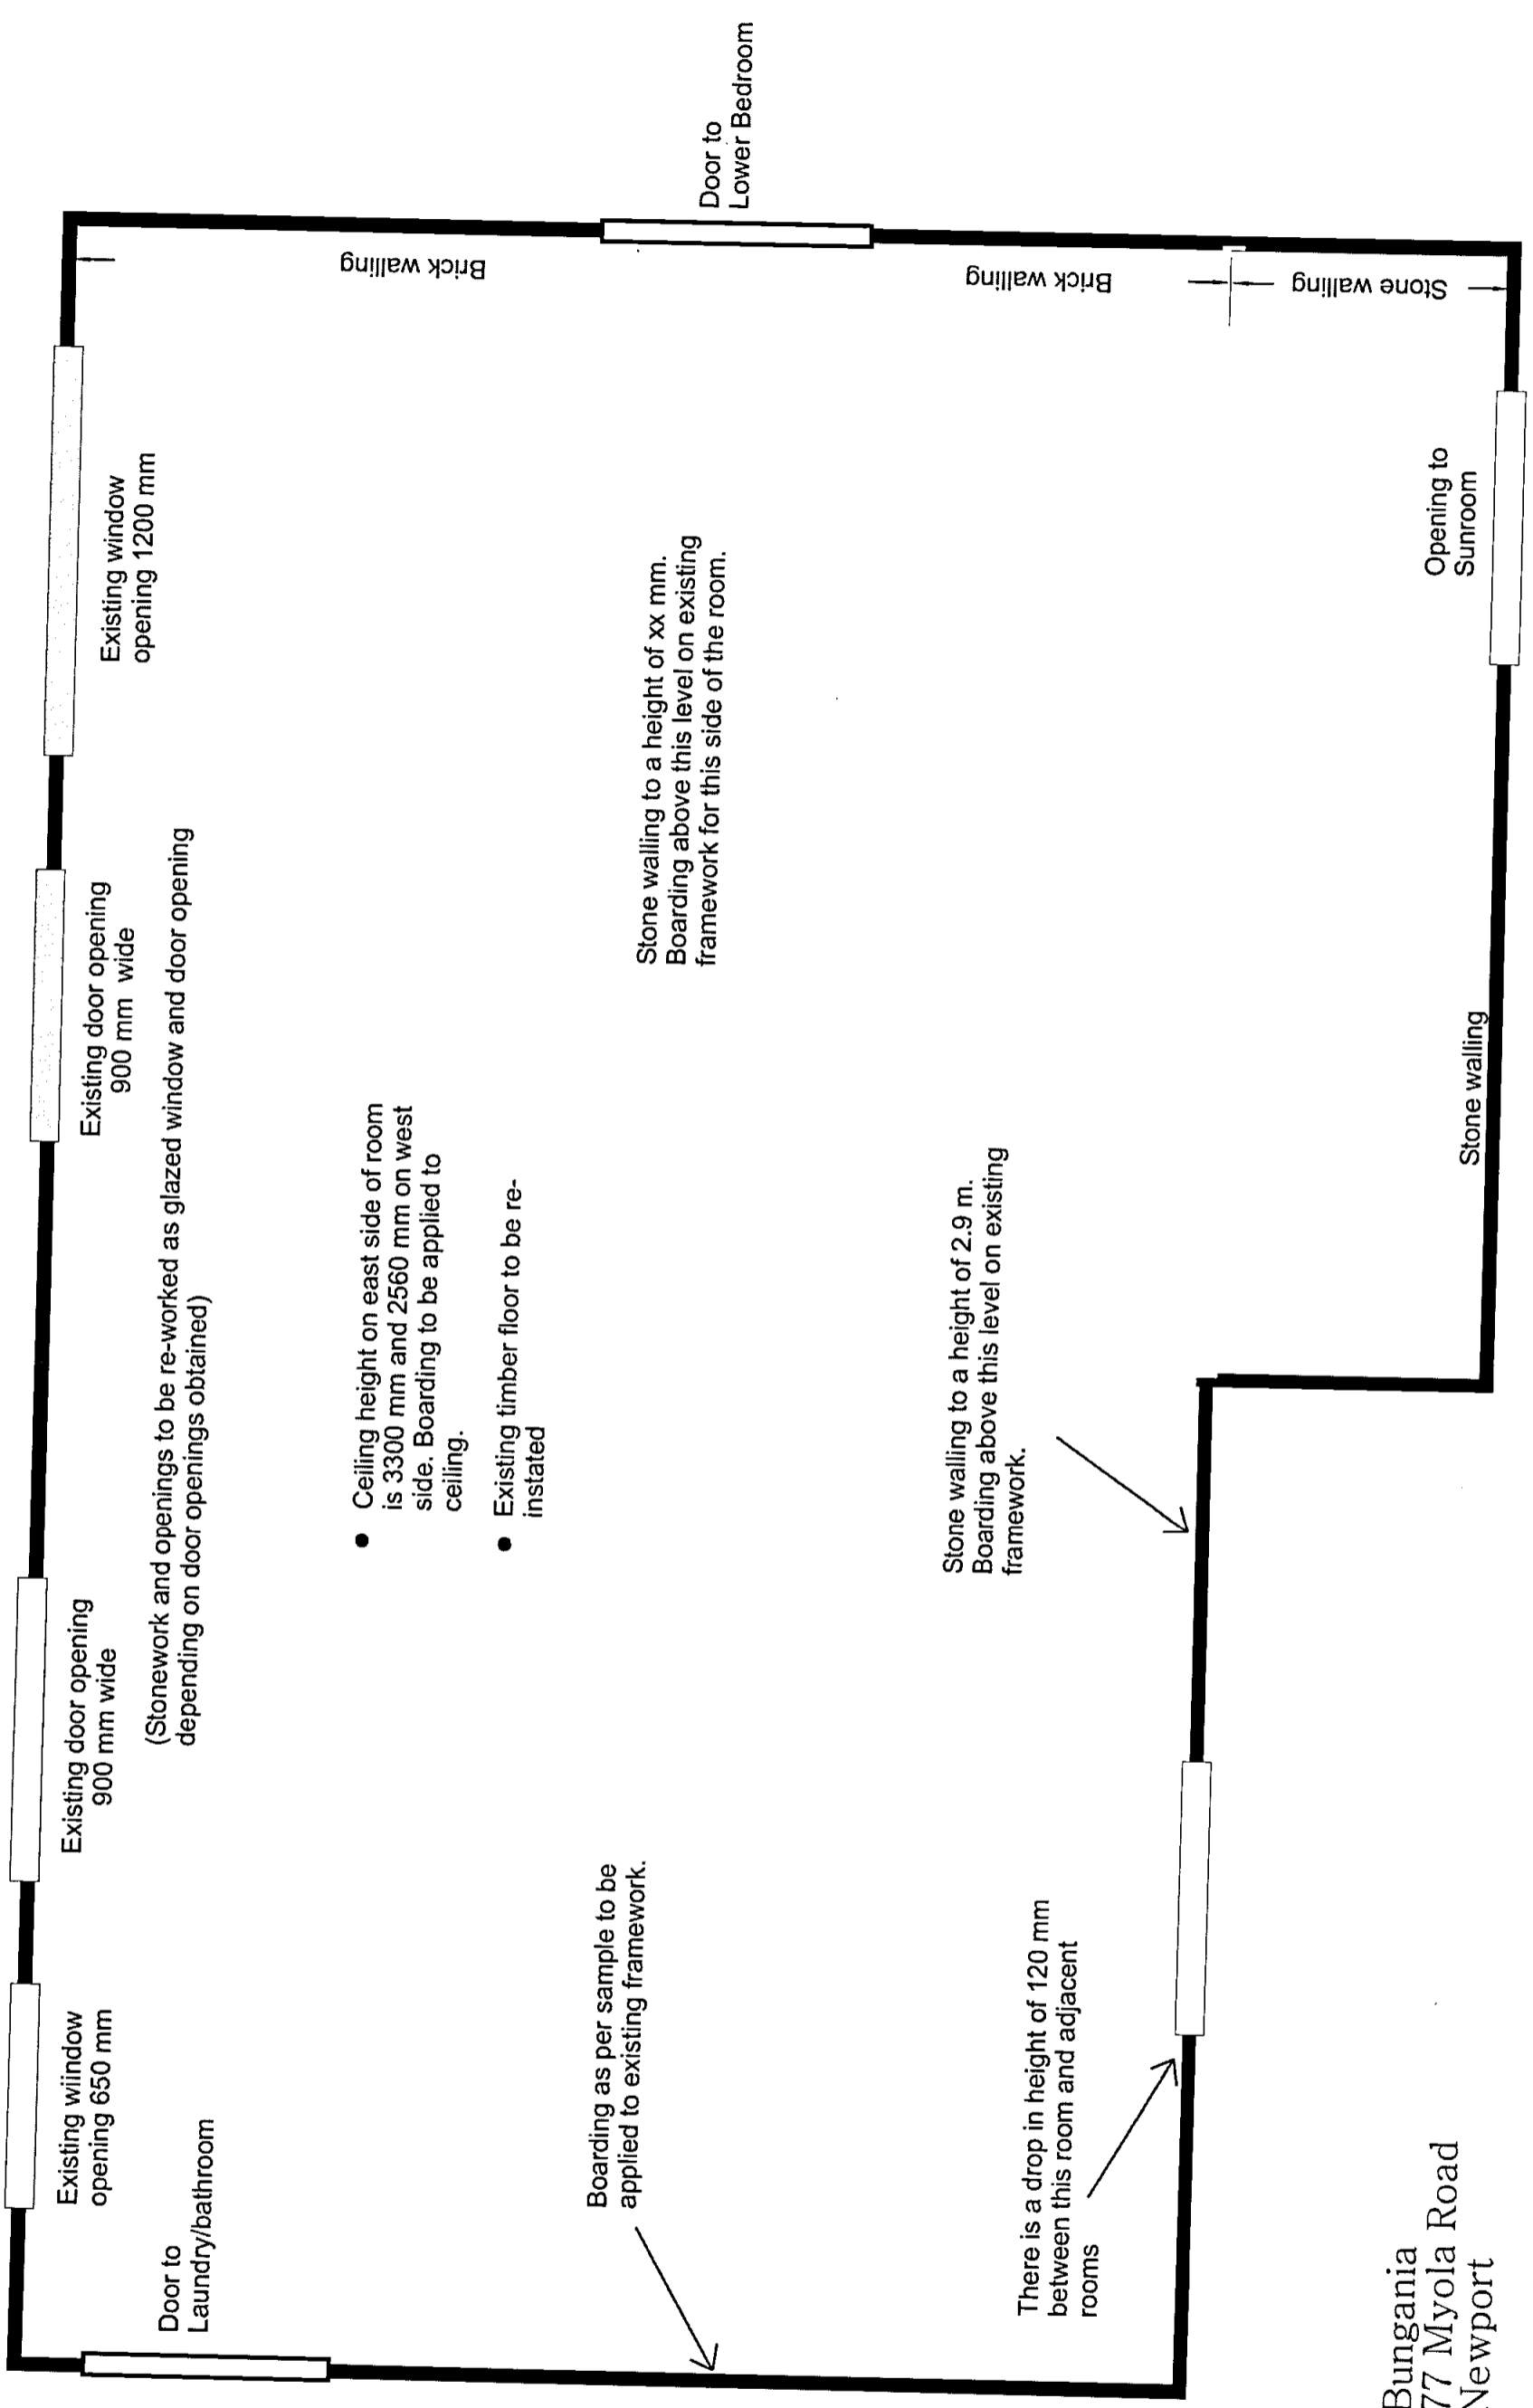 Existing wiindow
opening 650 mm
Existing door opening
900 mm wide
Existing door opening
900 mm  wide
Existing window
opening 1200 mm
Door to
Laundry/bathroom
(Stonework and openings to be re-worked as glazed window and door opening
depending on door openings obtained)
Brick walling
● Ceiling height on east side of room
is 3300 mm and 2560 mm on west
side. Boarding to be applied to
ceiling.
● Existing timber floor to be re-
instated
Boarding as per sample to be
applied to existing framework.
Stone walling to a height of xx mm.
Boarding above this level on existing
framework for this side of the room.
Door to
Lower Bedroom
Stone walling to a height of 2.9 m.
Boarding above this level on existing
framework.
Brick walling
There is a drop in height of 120 mm
between this room and adjacent
rooms
Stone walling
Opening to
Sunroom
Stone walling
Bungania
77 Myola Road
Newport